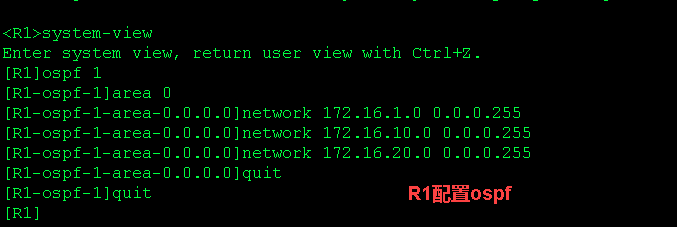 <R1>system-view
Enter system view, return user view with Ctrl+Z.
[R1]ospf 1
[R1-ospf-1]area 0
[R1-ospf-1-area-0.0.0.0]network 172.16.1.0 0.0.0.255
[R1-ospf-1-area-0.0.0.0]network 172.16.10.0 0.0.0.255
[R1-ospf-1-area-0.0.0.0]network 172.16.20.0 0.0.0.255
[R1-ospf-1-area-0.0.0.0]quit
[R1-ospf-1]quit
R1配置ospf
[R1]